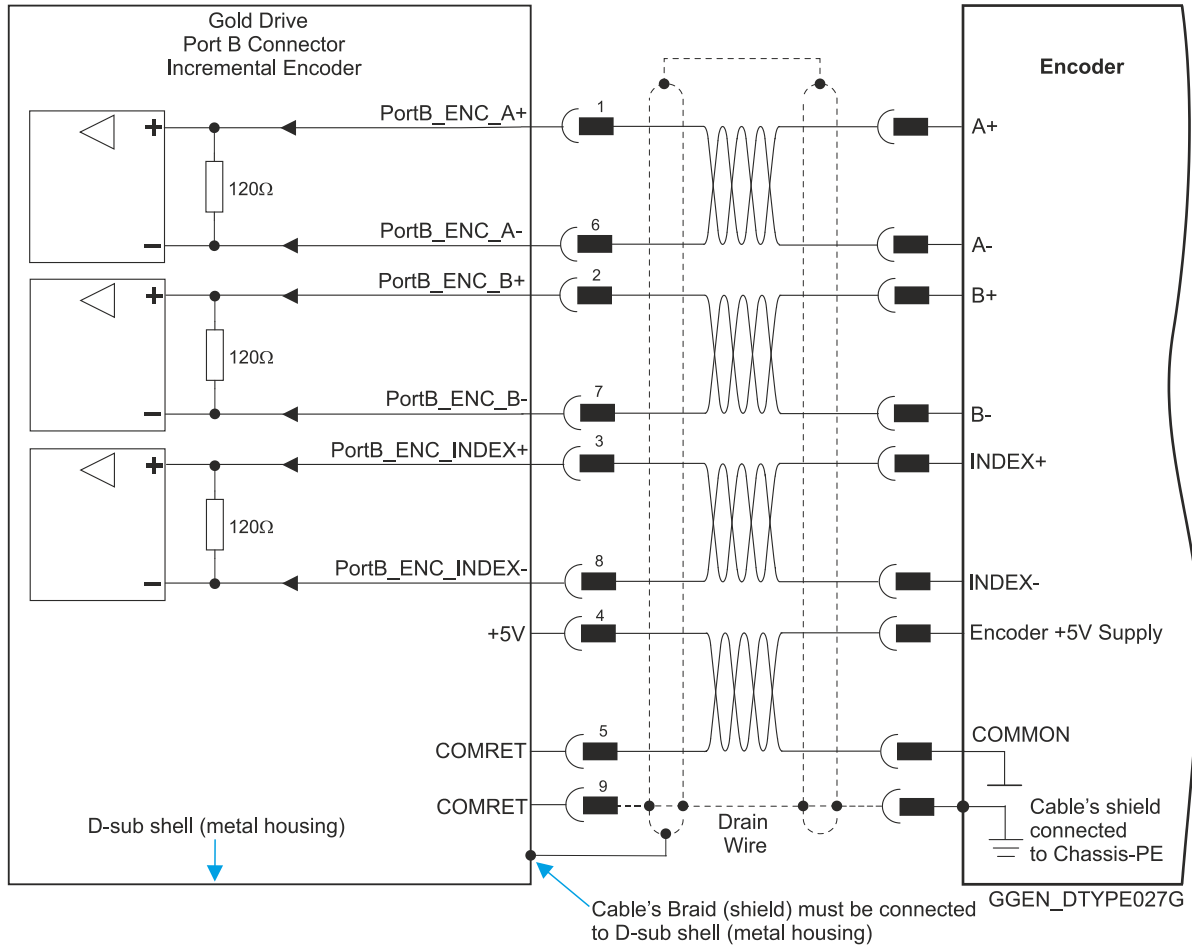 Gold Drive
Port B Connector
Incremental Encoder
Encoder
PortB_ENC_A+
1
A+
+
120Ω
PortB_ENC_A-
6
A-
−
PortB_ENC_B+
2
B+
+
120Ω
PortB_ENC_B-
7
B-
−
PortB_ENC_INDEX+
3
INDEX+
+
120Ω
PortB_ENC_INDEX-
8
INDEX-
−
+5V
4
Encoder +5V Supply
COMRET
5
COMMON
COMRET
9
Drain
Wire
Cable's shield
connected
to Chassis-PE
D-sub shell (metal housing)
GGEN_DTYPE027G
Cable's Braid (shield) must be connected
to D-sub shell (metal housing)